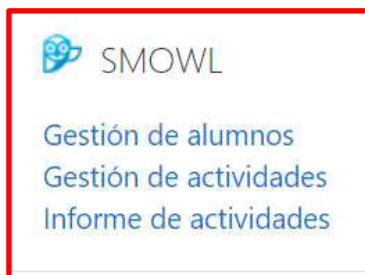 SMOWL
Gestión de alumnos
Gestión de actividades
Informe de actividades